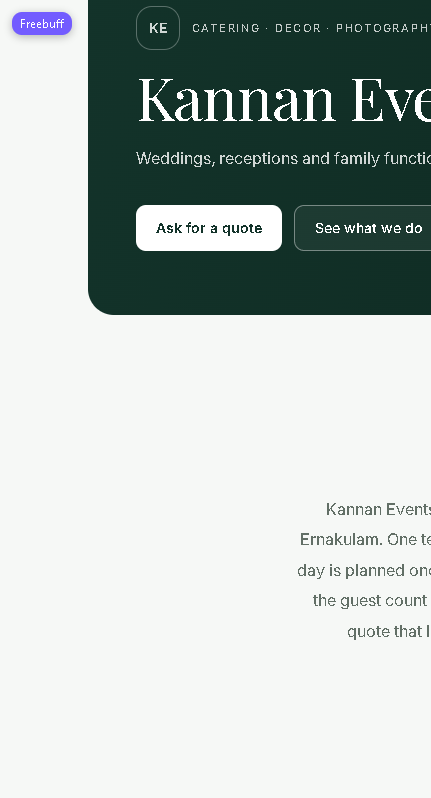 Freebuff
KE
CATERING · DECOR · PHOTOGRAPHY
Kannan Eve
Weddings, receptions and family functio
Ask for a quote
See what we do
Kannan Events
Ernakulam. One te
day is planned onc
the guest count
quote that l